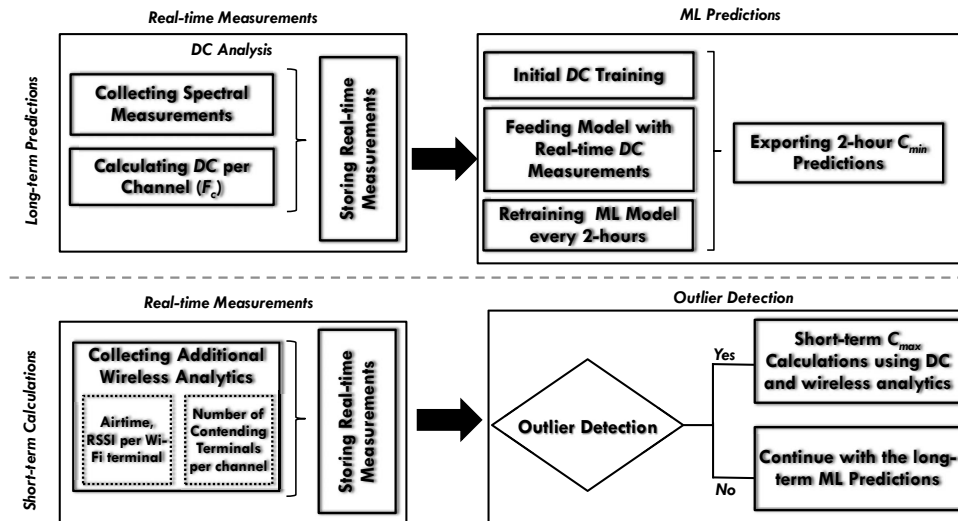 Real-time Measurements
ML Predictions
Long-term Predictions
DC Analysis
Collecting Spectral
Measurements
Calculating DC per
Channel (Fc)
Storing Real-time
Measurements
Initial DC Training
Feeding Model with
Real-time DC
Measurements
Retraining ML Model
every 2-hours
Exporting 2-hour Cmin
Predictions
Real-time Measurements
Outlier Detection
Short-term Calculations
Collecting Additional
Wireless Analytics
Airtime,
RSSI per Wi-
Fi terminal
Number of
Contending
Terminals
per channel
Storing Real-time
Measurements
Outlier Detection
Yes
Short-term Cmax
Calculations using DC
and wireless analytics
No
Continue with the long-
term ML Predictions